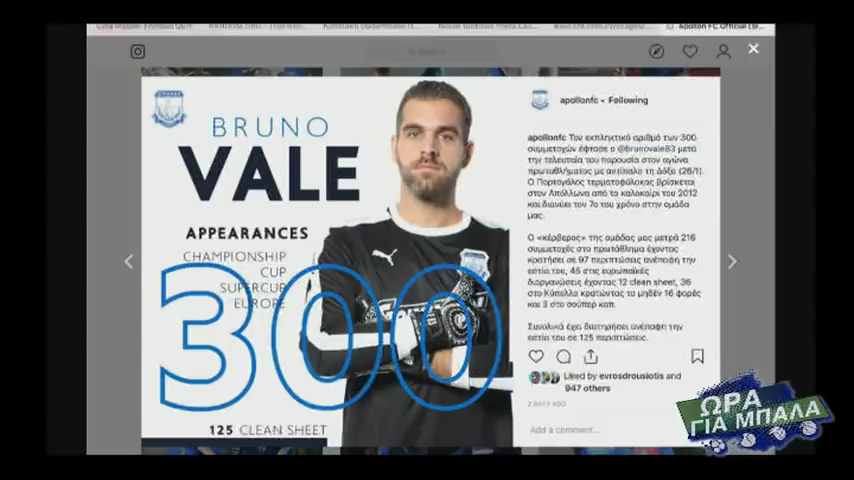 apollonfc • Following
BRUNO
VALE
APPEARANCES
CHAMPIONSHIP
CUP
SUPERCUP
EUROPE
300
125 CLEAN SHEET
apollonfc Τον εκπληκτικό αριθμό των 300
συμμετοχών έφτασε ο @brunovale83 μετά
την τελευταία του παρουσία στον αγώνα
πρωταθλήματος με αντίπαλο τη Δόξα (26/1).
Ο Πορτογάλος τερματοφύλακας βρίσκεται
στον Απόλλωνα από το καλοκαίρι του 2012
και διανύει τον 7ο του χρόνο στην ομάδα
μας.
Ο «κέρβερος» της ομάδας μας μετρά 216
συμμετοχές στο πρωτάθλημα έχοντας
κρατήσει σε 97 περιπτώσεις ανέπαφη την
εστία του, 45 στις ευρωπαϊκές
διοργανώσεις έχοντας 12 clean sheet, 36
στο Κύπελλο κρατώντας το μηδέν 16 φορές
και 3 στο σούπερ καπ.
Συνολικά έχει διατηρήσει ανέπαφη την
εστία του σε 125 περιπτώσεις.
Liked by evrosdrousiotis and
947 others
2 DAYS AGO
Add a comment...
ΩΡΑ
ΓΙΑ ΜΠΑΛΑ